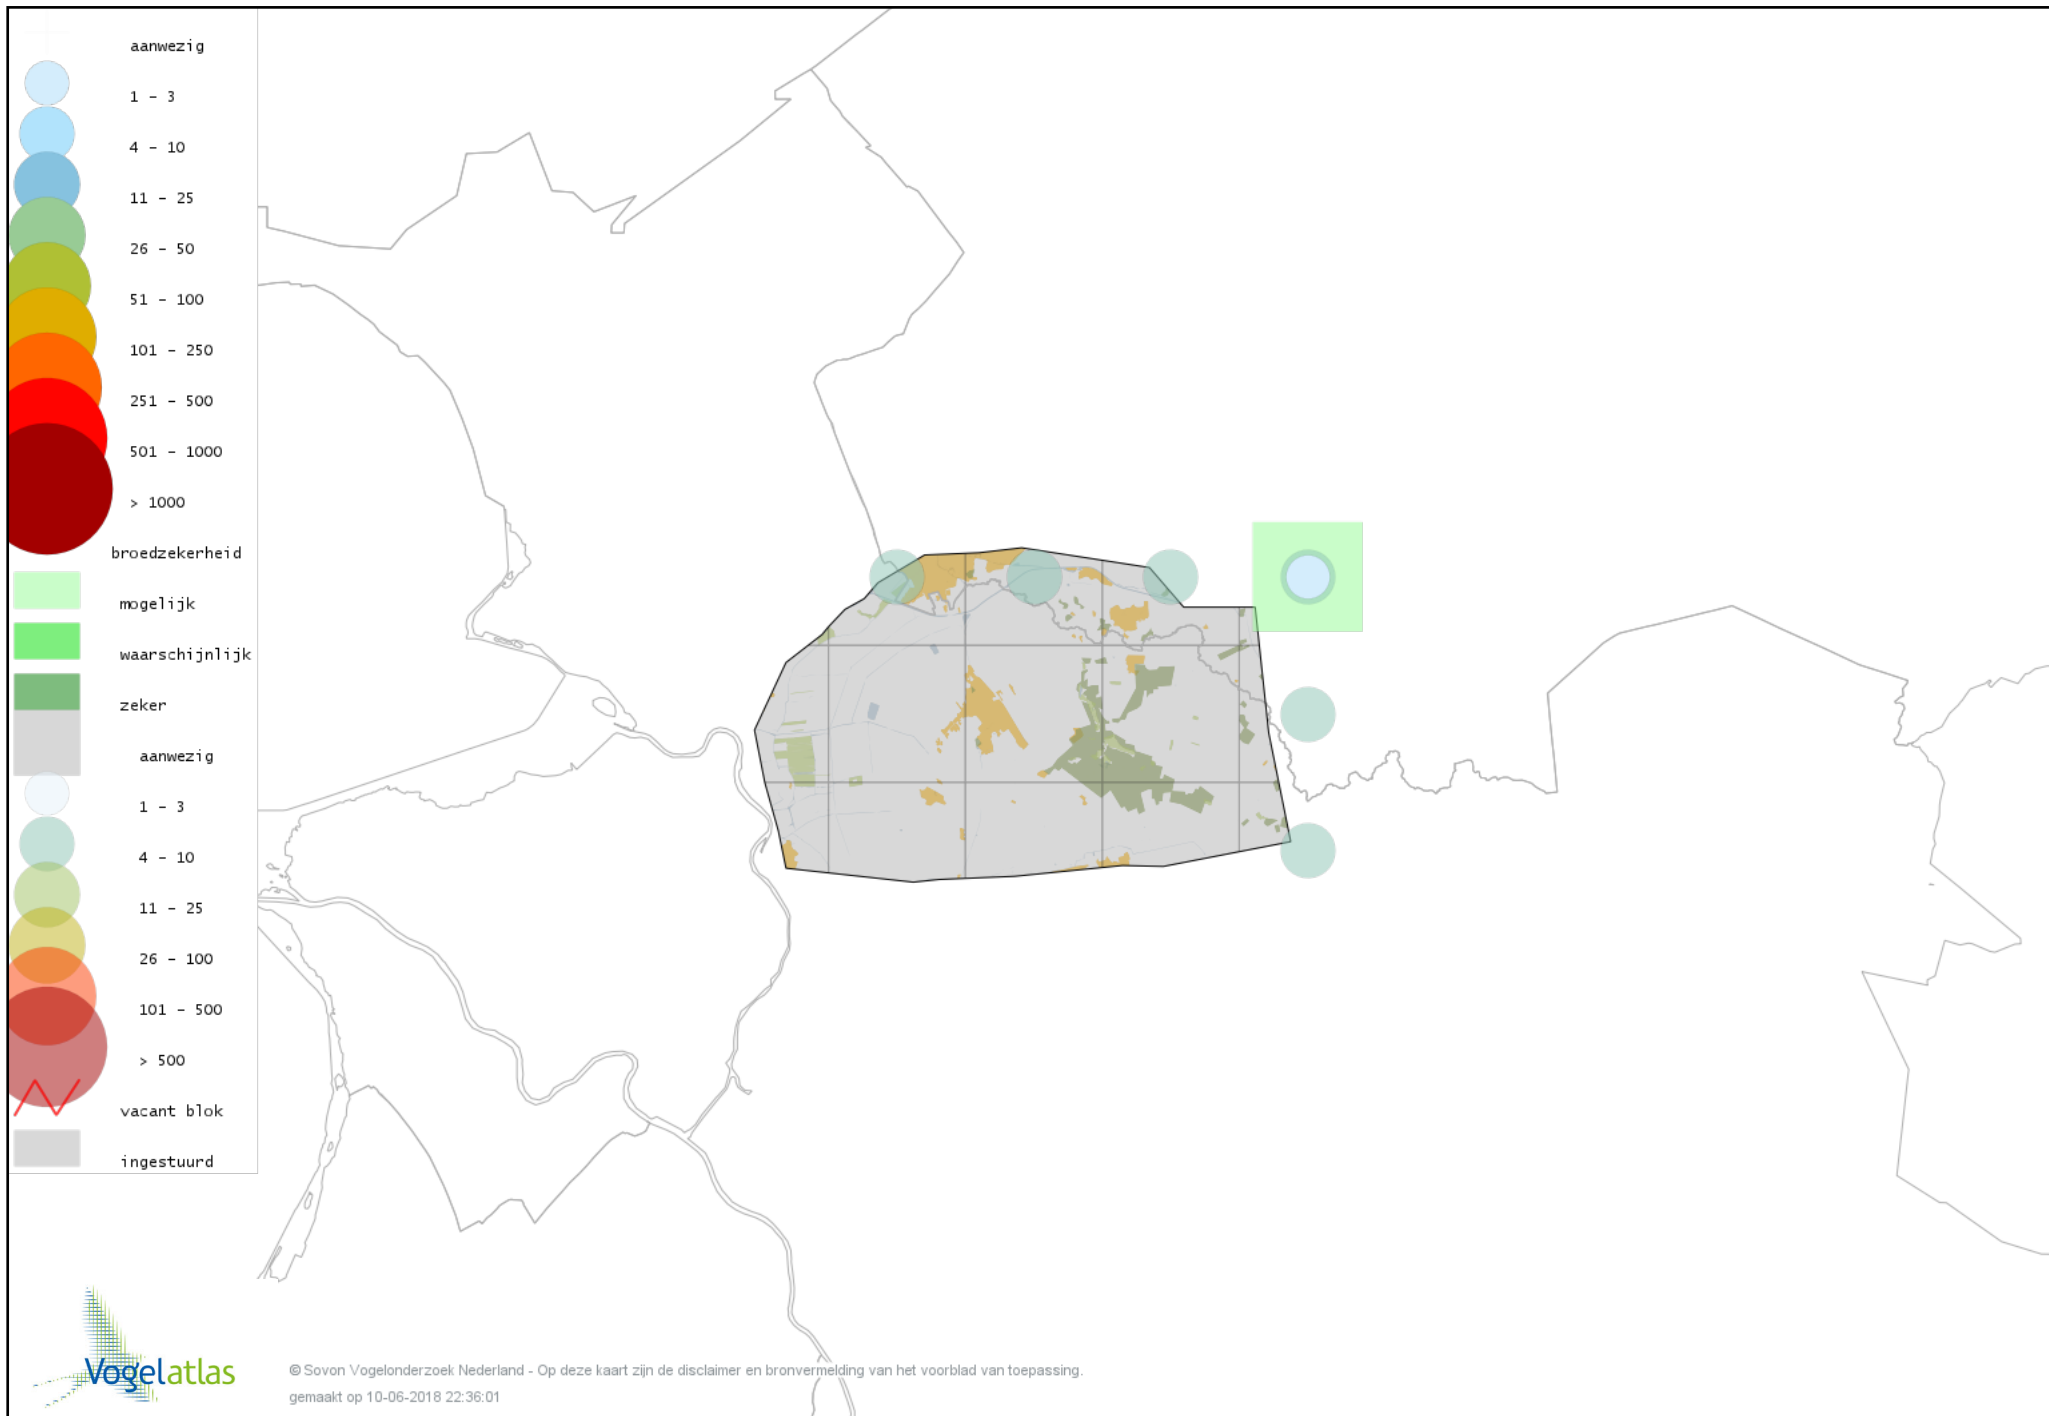 aanwezig
1 - 3
4 - 10
11 - 25
26 - 50
51 - 100
101 - 250
251 - 500
501 - 1000
> 1000
broedzekerheid
mogelijk
waarschijnlijk
zeker
aanwezig
1 - 3
4 - 10
11 - 25
26 - 100
101 - 500
> 500
vacant blok
ingestuurd
Vogelatlas
© Sovon Vogelonderzoek Nederland - Op deze kaart zijn de disclaimer en bronvermelding van het voorblad van toepassing.
gemaakt op 10-06-2018 22:36:01